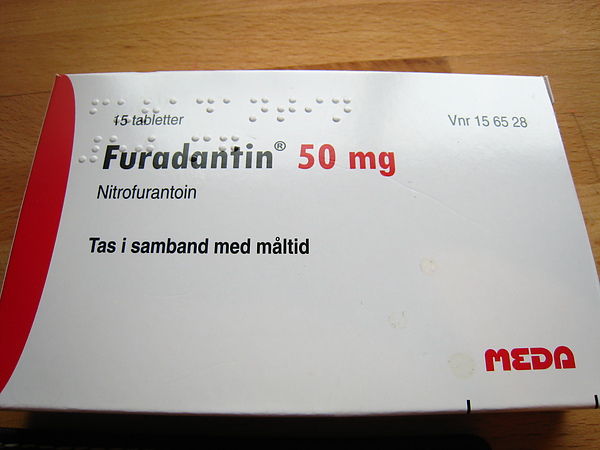 15 tabletter
Vnr 15 65 28
Furadantin® 50 mg
Nitrofurantoin
Tas i samband med måltid
MEDA